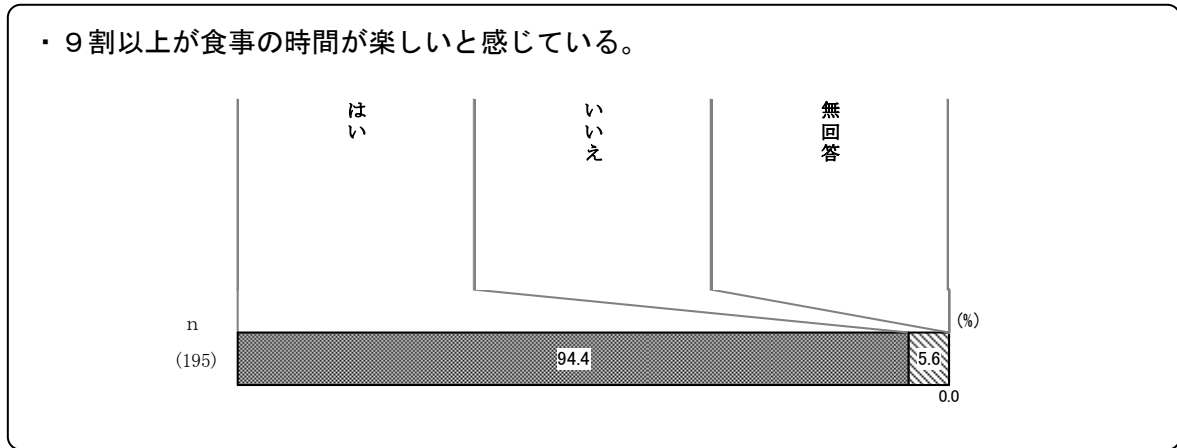 ・９割以上が食事の時間が楽しいと感じている。
はい
いいえ
無回答
n
(%)
(195)
94.4
5.6
0.0